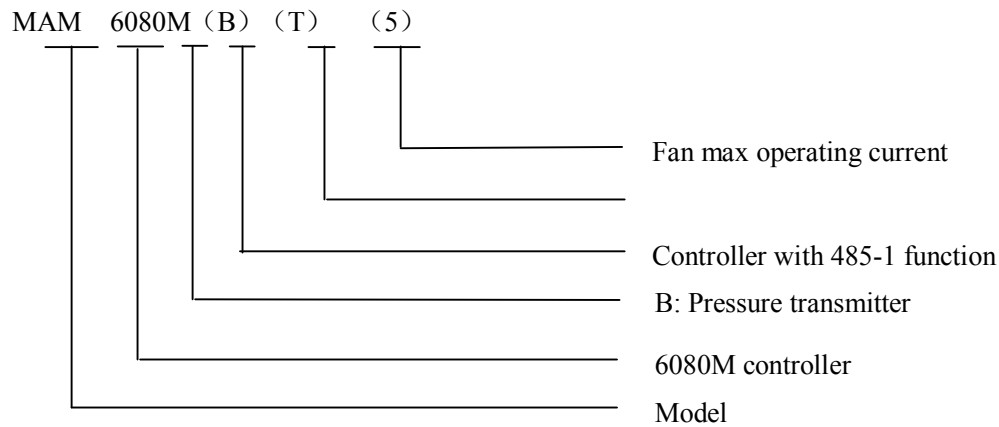 MAM 6080M（B）（T）（5）
Fan max operating current
Controller with 485-1 function
B: Pressure transmitter
6080M controller
Model